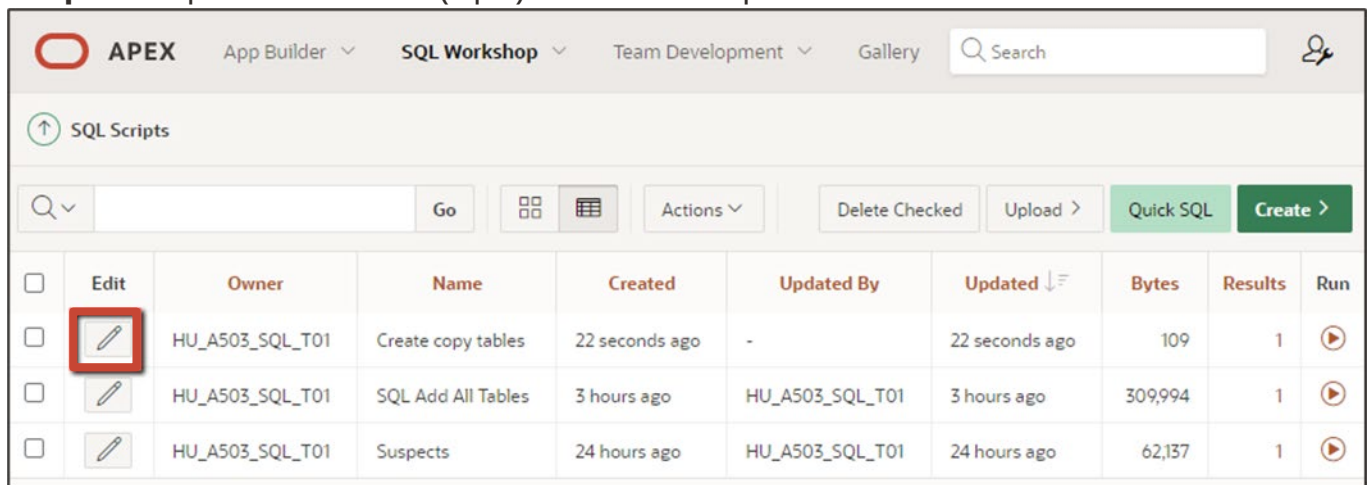 APEX App Builder SQL Workshop Team Development Gallery Search
SQL Scripts
Go Actions Delete Checked Upload > Quick SQL Create >
Edit Owner Name Created Updated By Updated Bytes Results Run
HU_A503_SQL_T01 Create copy tables 22 seconds ago - 22 seconds ago 109 1
HU_A503_SQL_T01 SQL Add All Tables 3 hours ago HU_A503_SQL_T01 3 hours ago 309,994 1
HU_A503_SQL_T01 Suspects 24 hours ago HU_A503_SQL_T01 24 hours ago 62,137 1